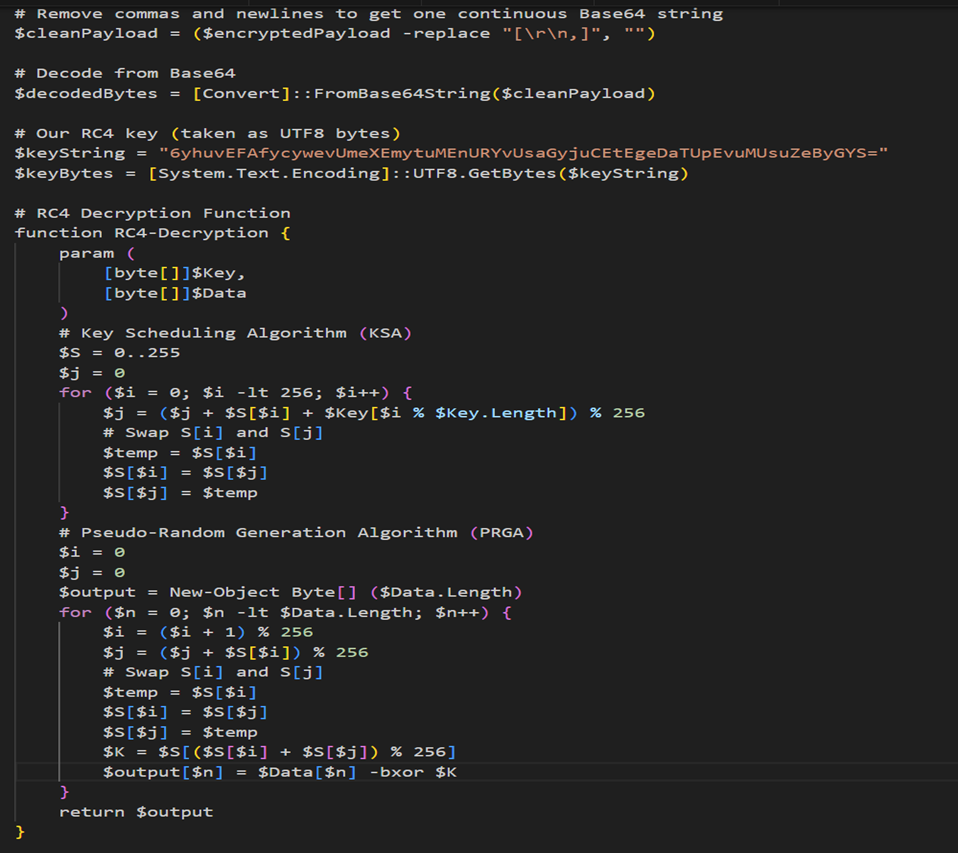 # Remove commas and newlines to get one continuous Base64 string
$cleanPayload = ($encryptedPayload -replace "[\r\n,]", "")

# Decode from Base64
$decodedBytes = [Convert]::FromBase64String($cleanPayload)

# Our RC4 key (taken as UTF8 bytes)
$keyString = "6yhuvEFAfycywevUmeXEmytuMEnURYvUsaGyjuCEtEgeDaTUpEvuMUsuZeByGYS="
$keyBytes = [System.Text.Encoding]::UTF8.GetBytes($keyString)

# RC4 Decryption Function
function RC4-Decryption {
    param (
        [byte[]]$Key,
        [byte[]]$Data
    )
    # Key Scheduling Algorithm (KSA)
    $S = 0..255
    $j = 0
    for ($i = 0; $i -lt 256; $i++) {
        $j = ($j + $S[$i] + $Key[$i % $Key.Length]) % 256
        # Swap S[i] and S[j]
        $temp = $S[$i]
        $S[$i] = $S[$j]
        $S[$j] = $temp
    }
    # Pseudo-Random Generation Algorithm (PRGA)
    $i = 0
    $j = 0
    $output = New-Object Byte[] ($Data.Length)
    for ($n = 0; $n -lt $Data.Length; $n++) {
        $i = ($i + 1) % 256
        $j = ($j + $S[$i]) % 256
        # Swap S[i] and S[j]
        $temp = $S[$i]
        $S[$i] = $S[$j]
        $S[$j] = $temp
        $K = $S[($S[$i] + $S[$j]) % 256]
        $output[$n] = $Data[$n] -bxor $K
    }
    return $output
}